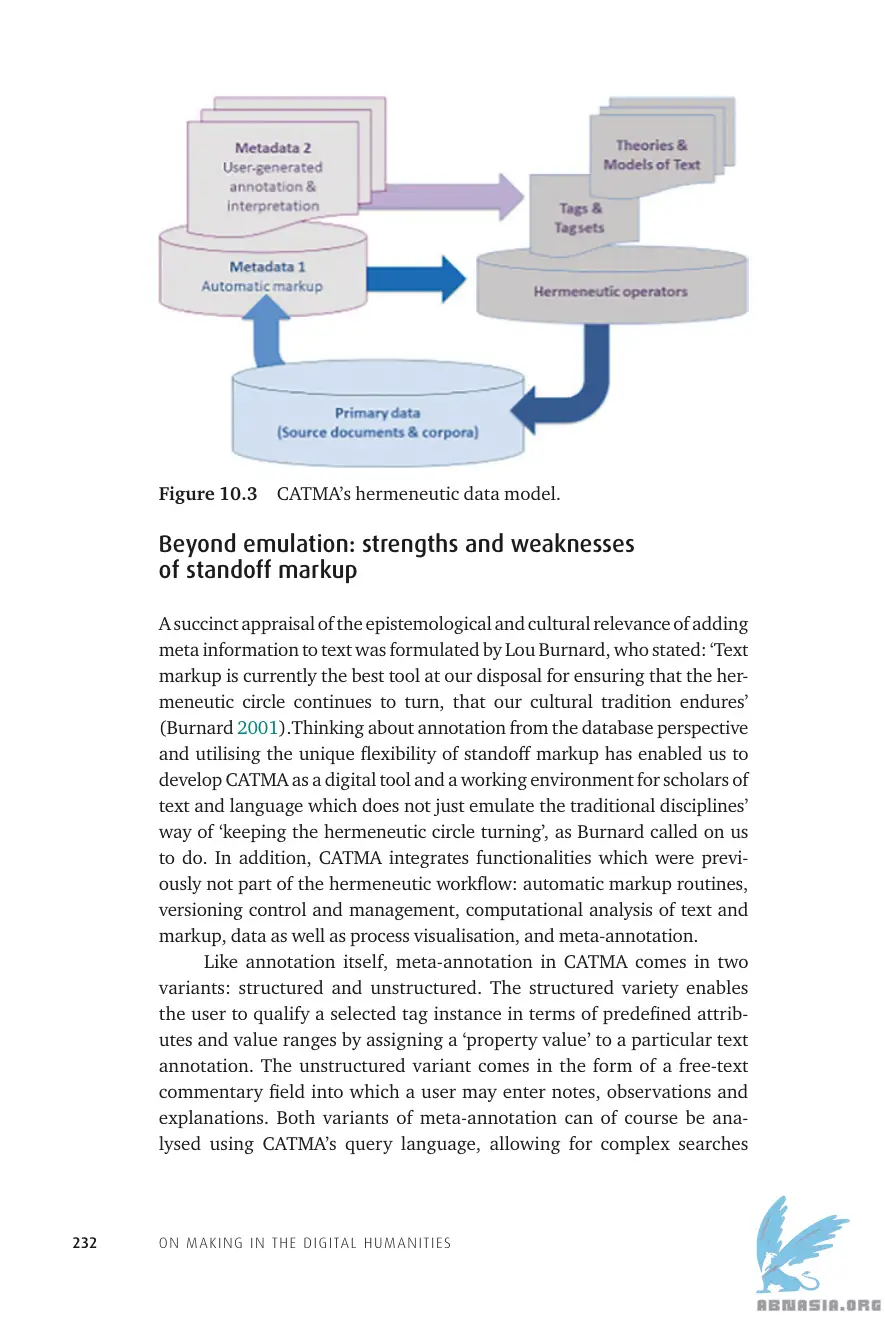 Metadata 2
User-generated
annotation &
interpretation
Metadata 1
Automatic markup
Theories &
Models of Text
Tags &
Tagsets
Hermeneutic operators
Primary data
(Source documents & corpora)
Figure 10.3 CATMA’s hermeneutic data model.
Beyond emulation: strengths and weaknesses
of standoff markup
A succinct appraisal of the epistemological and cultural relevance of adding
meta information to text was formulated by Lou Burnard, who stated: ‘Text
markup is currently the best tool at our disposal for ensuring that the her-
meneutic circle continues to turn, that our cultural tradition endures’
(Burnard 2001).Thinking about annotation from the database perspective
and utilising the unique flexibility of standoff markup has enabled us to
develop CATMA as a digital tool and a working environment for scholars of
text and language which does not just emulate the traditional disciplines’
way of ‘keeping the hermeneutic circle turning’, as Burnard called on us
to do. In addition, CATMA integrates functionalities which were previ-
ously not part of the hermeneutic workflow: automatic markup routines,
versioning control and management, computational analysis of text and
markup, data as well as process visualisation, and meta-annotation.
Like annotation itself, meta-annotation in CATMA comes in two
variants: structured and unstructured. The structured variety enables
the user to qualify a selected tag instance in terms of predefined attrib-
utes and value ranges by assigning a ‘property value’ to a particular text
annotation. The unstructured variant comes in the form of a free-text
commentary field into which a user may enter notes, observations and
explanations. Both variants of meta-annotation can of course be ana-
lysed using CATMA’s query language, allowing for complex searches
232 ON MAKING IN THE DIGITAL HUMANITIES
ABNASIA.ORG